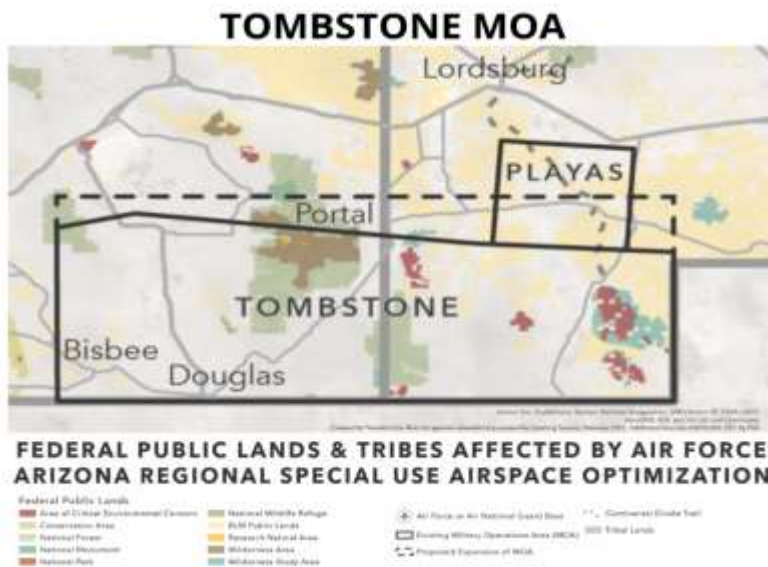 TOMBSTONE MOA
Lordsburg
PLAYAS
Portal
TOMBSTONE
Bisbee
Douglas
FEDERAL PUBLIC LANDS & TRIBES AFFECTED BY AIR FORCE
ARIZONA REGIONAL SPECIAL USE AIRSPACE OPTIMIZATION
Federal Public Lands
Area of Critical Environmental Concern
Conservation Area
National Forest
National Monument
National Park
National Wildlife Refuge
BLM Public Lands
Research Natural Area
Wilderness Area
Wilderness Study Area
Air Force or Air National Guard Base
Existing Military Operations Area (MOA)
Proposed Expansion of MOA
Continental Divide Trail
Tribal Lands